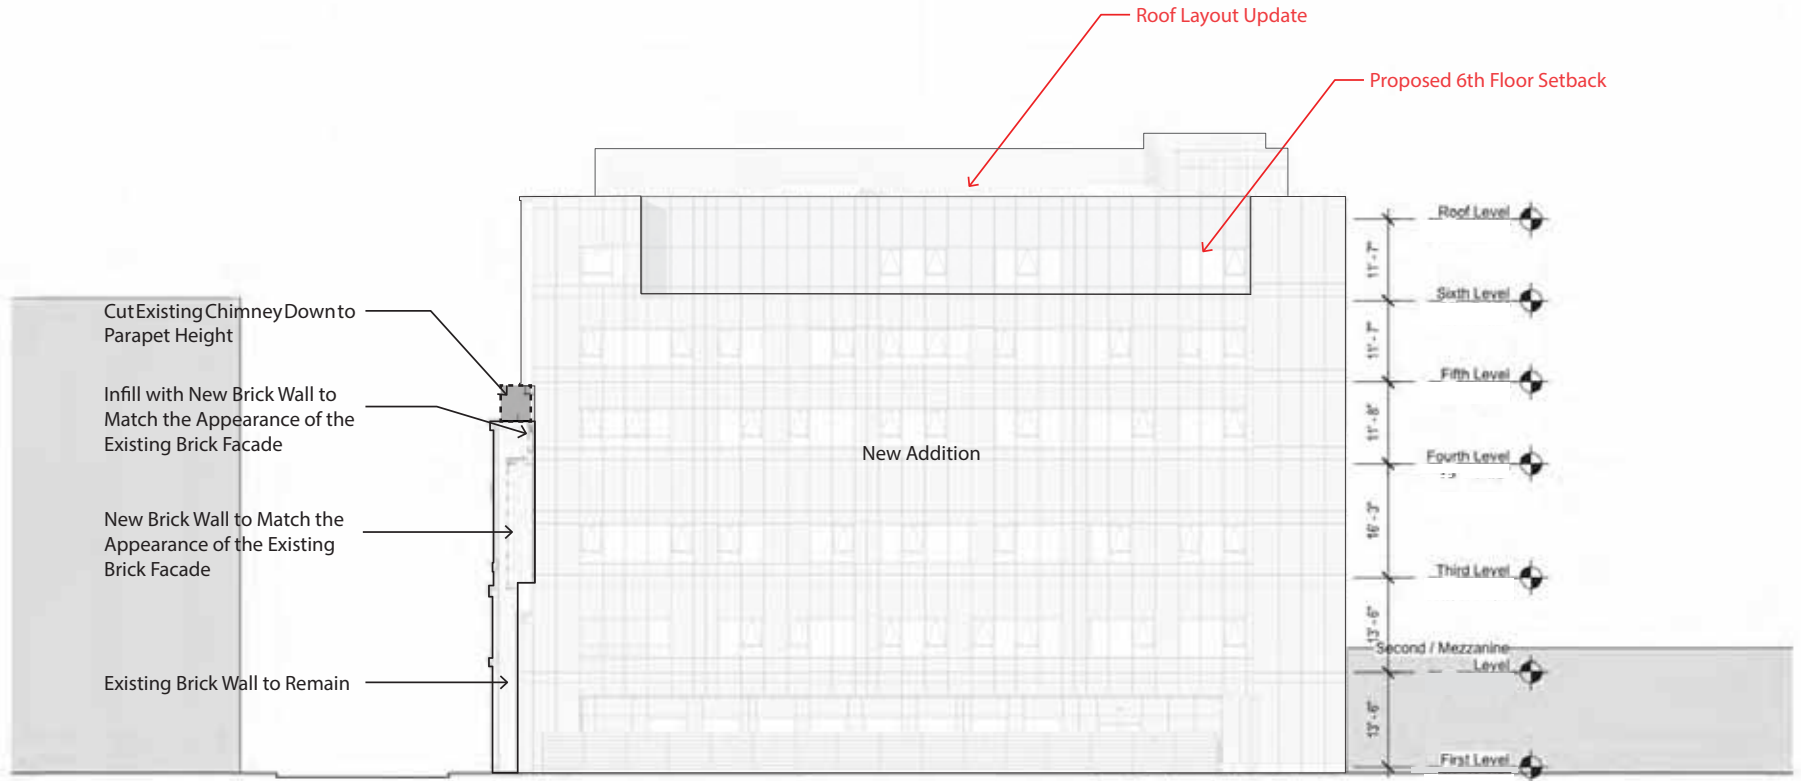 Roof Layout Update
Proposed 6th Floor Setback
Cut Existing Chimney Down to
Parapet Height
Infill with New Brick Wall to
Match the Appearance of the
Existing Brick Facade
New Brick Wall to Match the
Appearance of the Existing
Brick Facade
Existing Brick Wall to Remain
New Addition
Roof Level
11'-7"
Sixth Level
11'-7"
Fifth Level
11'-8"
Fourth Level
16'-3"
Third Level
13'-6"
Second / Mezzanine
Level
13'-6"
First Level